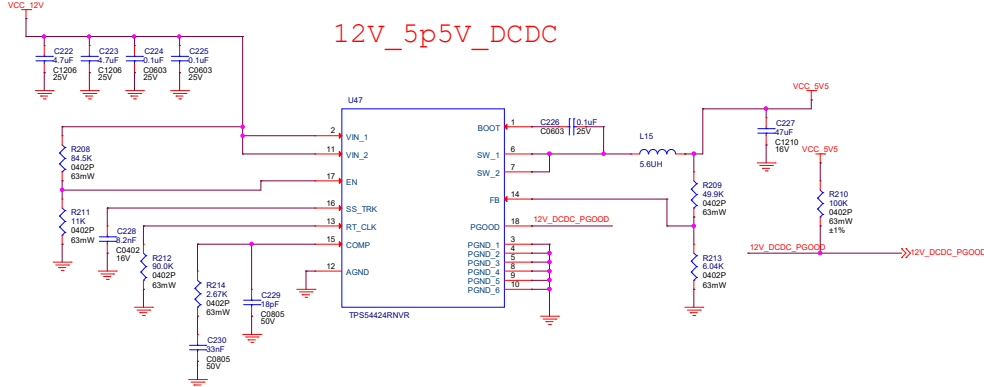 VCC_12V
12V_5p5V_DCDC
C222
4.7uF
C1206
25V
C223
4.7uF
C1206
25V
C224
0.1uF
C0603
25V
C225
0.1uF
C0603
25V
R208
84.5K
0402P
63mW
R211
11K
0402P
63mW
C228
8.2nF
C0402
16V
R212
90.0K
0402P
63mW
R214
2.67K
0402P
63mW
C229
18pF
C0805
50V
C230
33nF
C0805
50V
U47
2 VIN_1
11 VIN_2
17 EN
16 SS_TRK
13 RT_CLK
15 COMP
12 AGND
BOOT 1
SW_1 6
SW_2 7
FB 14
PGOOD 18
PGND_1 3
PGND_2 4
PGND_3 5
PGND_4 8
PGND_5 9
PGND_6 10
TPS54424RNVR
C226 0.1uF
C0603 25V
L15
5.6UH
12V_DCDC_PGOOD
R209
49.9K
0402P
63mW
R213
6.04K
0402P
63mW
VCC_5V5
C227
47uF
C1210
16V
VCC_5V5
R210
100K
0402P
63mW
±1%
12V_DCDC_PGOOD
12V_DCDC_PGOOD